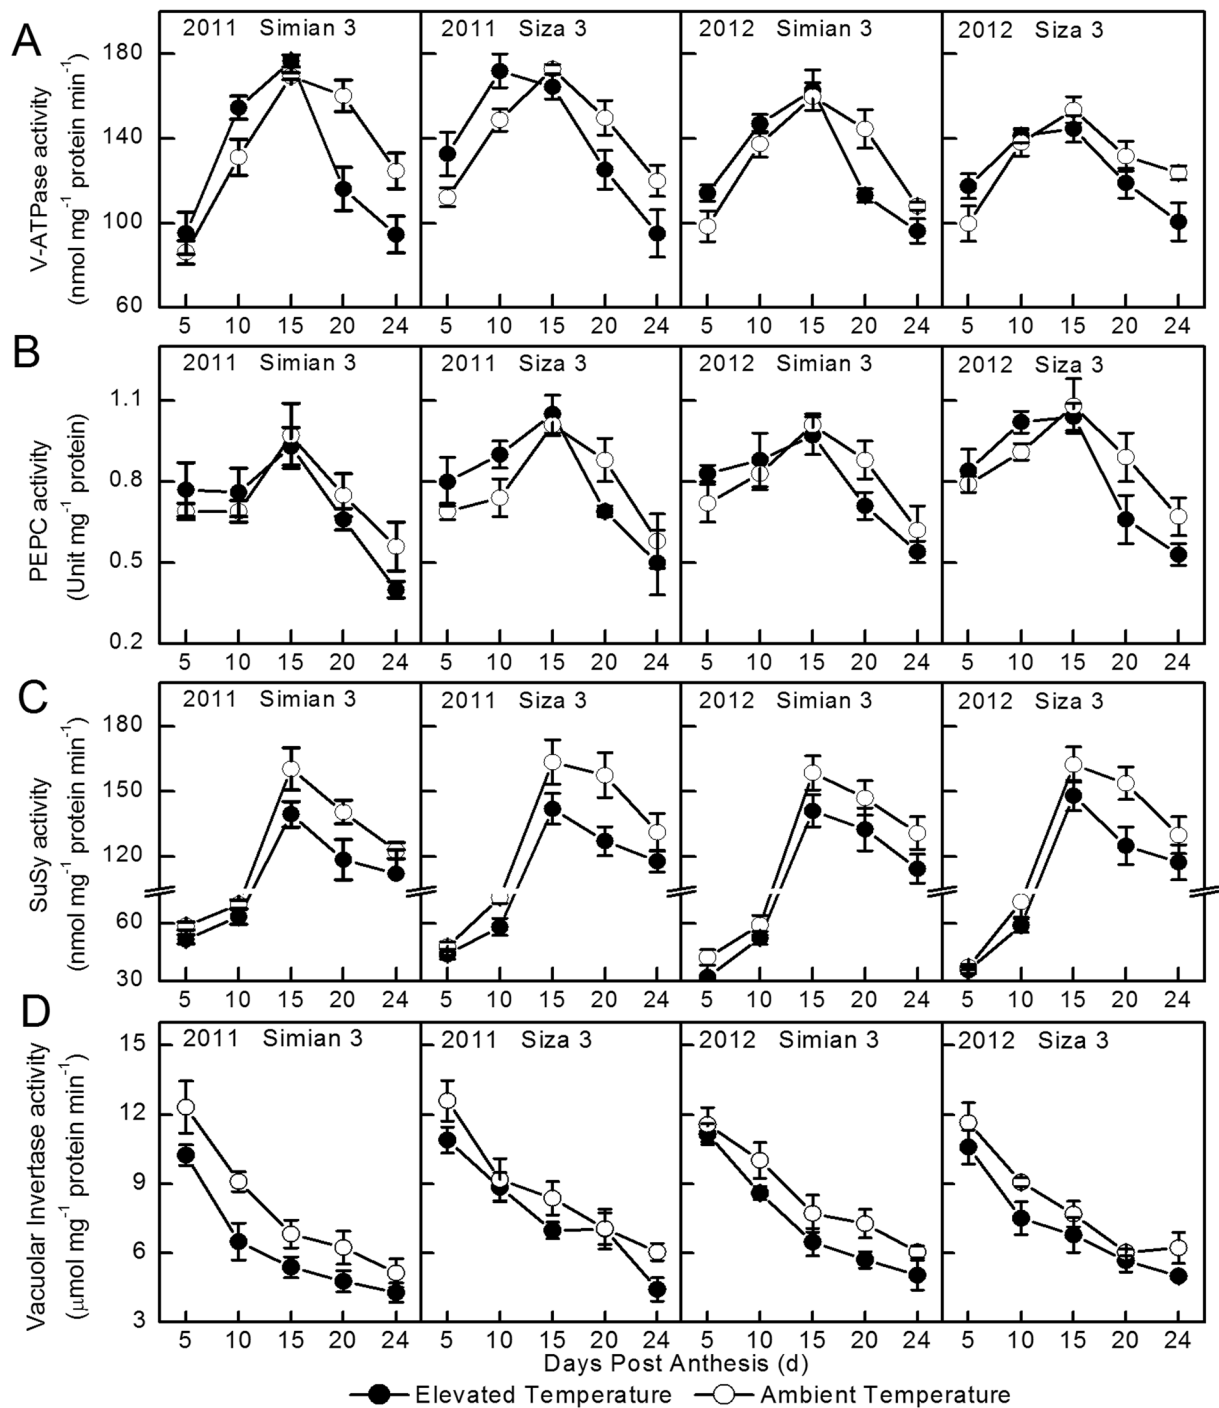 A
V-ATPase activity
(nmol mg⁻¹ protein min⁻¹)
2011 Simian 3
2011 Siza 3
2012 Simian 3
2012 Siza 3
180
140
100
60
5 10 15 20 24 5 10 15 20 24 5 10 15 20 24 5 10 15 20 24
B
PEPC activity
(Unit mg⁻¹ protein)
2011 Simian 3
2011 Siza 3
2012 Simian 3
2012 Siza 3
1.1
0.8
0.5
0.2
5 10 15 20 24 5 10 15 20 24 5 10 15 20 24 5 10 15 20 24
C
SuSy activity
(nmol mg⁻¹ protein min⁻¹)
2011 Simian 3
2011 Siza 3
2012 Simian 3
2012 Siza 3
180
150
120
60
30
5 10 15 20 24 5 10 15 20 24 5 10 15 20 24 5 10 15 20 24
D
Vacuolar Invertase activity
(μmol mg⁻¹ protein min⁻¹)
2011 Simian 3
2011 Siza 3
2012 Simian 3
2012 Siza 3
15
12
9
6
3
5 10 15 20 24 5 10 15 20 24 5 10 15 20 24 5 10 15 20 24
Days Post Anthesis (d)
Elevated Temperature
Ambient Temperature